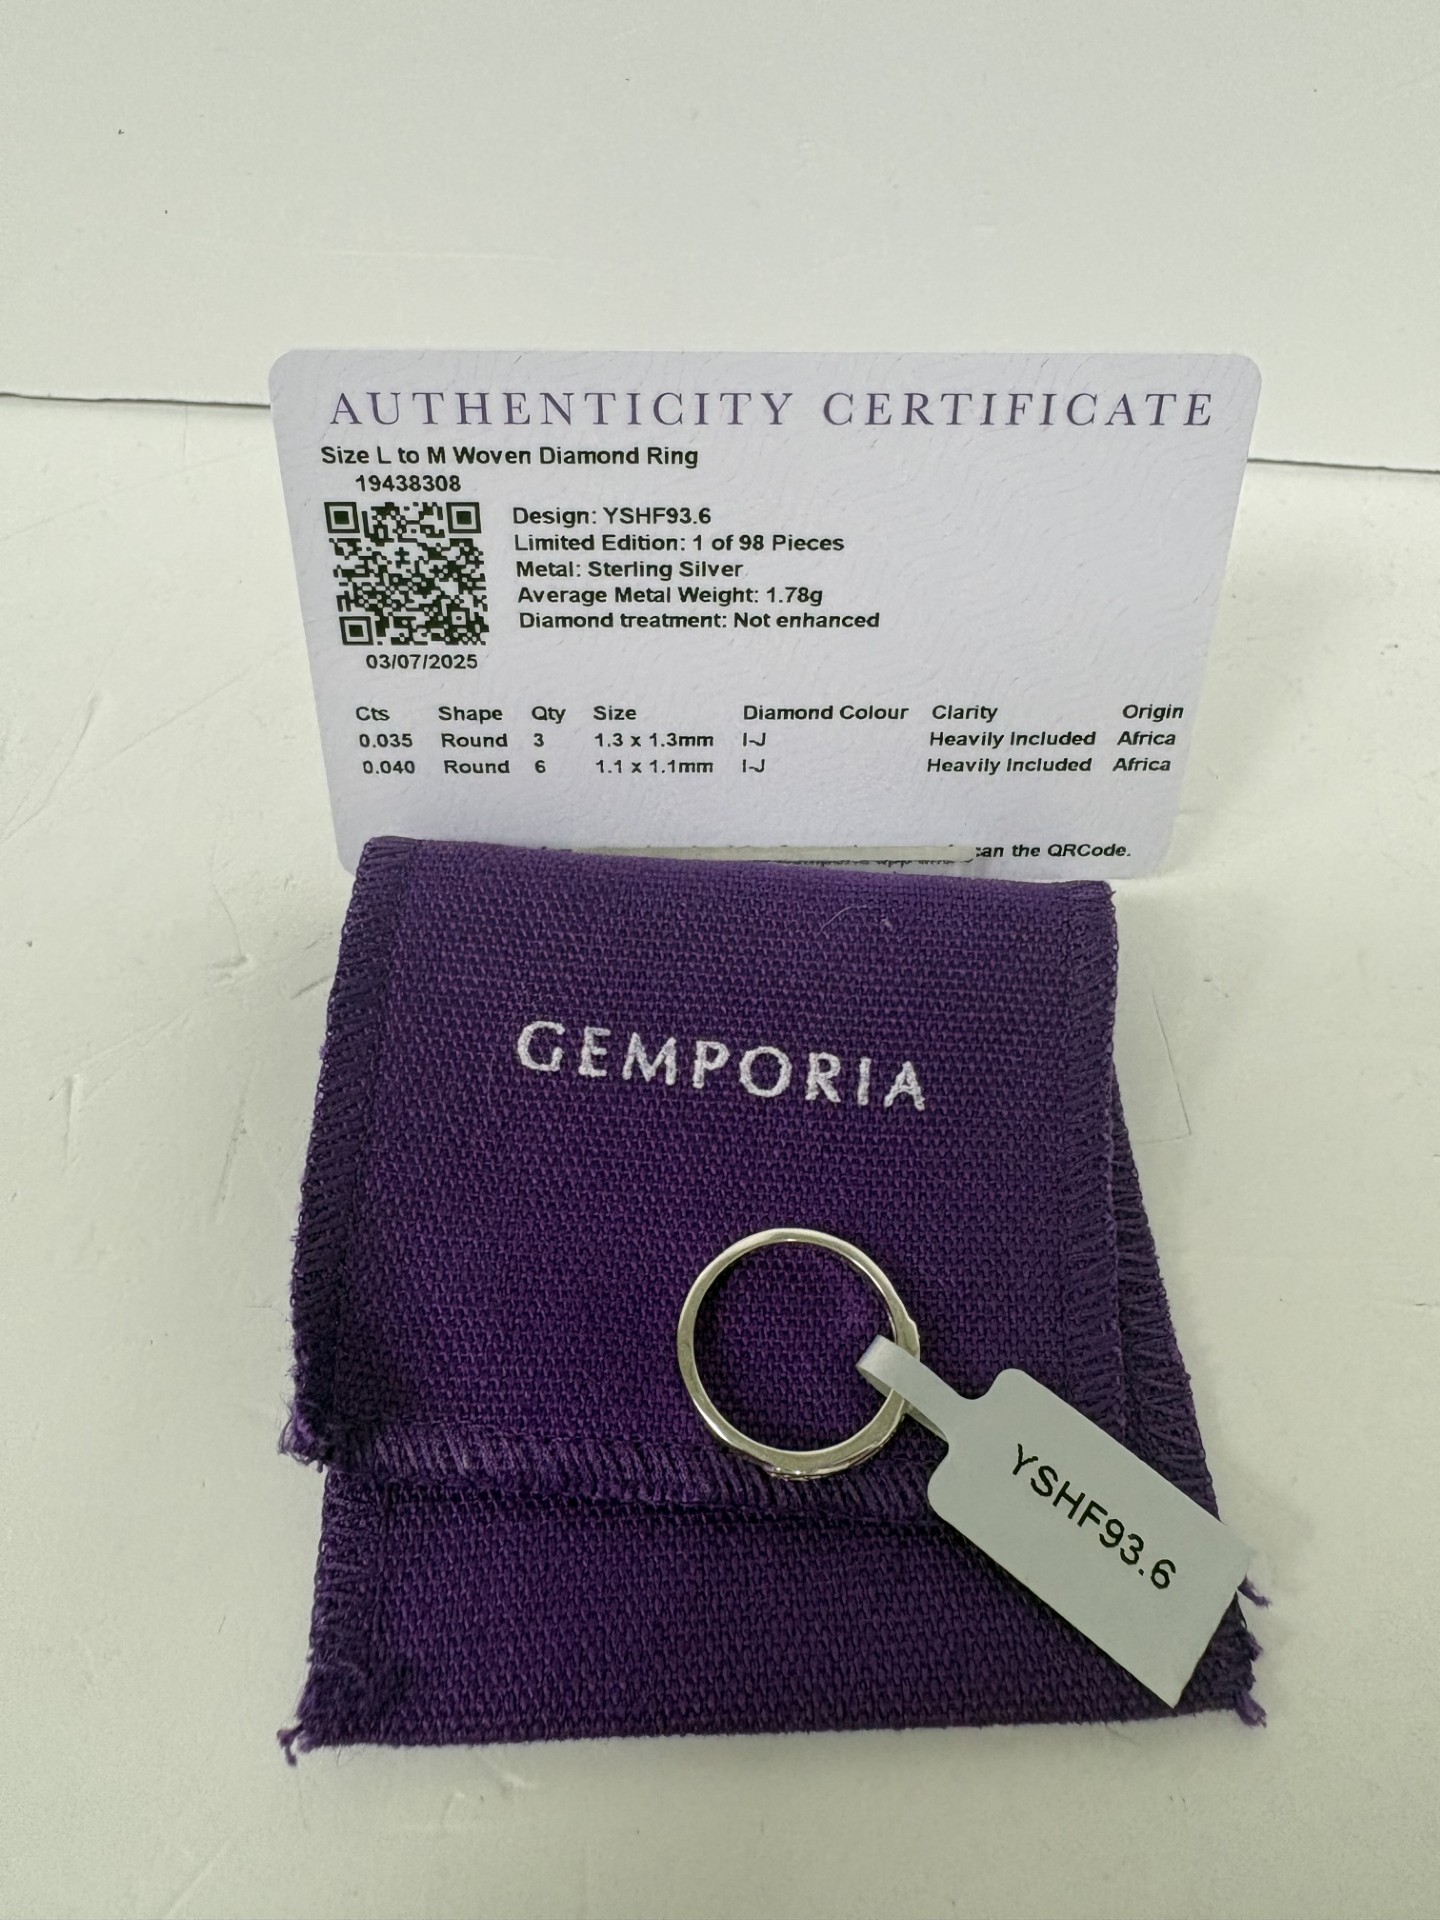 AUTHENTICITY CERTIFICATE
Size L to M Woven Diamond Ring
19438308
Design: YSHF93.6
Limited Edition: 1 of 98 Pieces
Metal: Sterling Silver
Average Metal Weight: 1.78g
Diamond treatment: Not enhanced
03/07/2025
Cts Shape Qty Size Diamond Colour Clarity Origin
0.035 Round 3 1.3 x 1.3mm I-J Heavily Included Africa
0.040 Round 6 1.1 x 1.1mm I-J Heavily Included Africa
the QRCode.
GEMPORIA
YSHF93.6